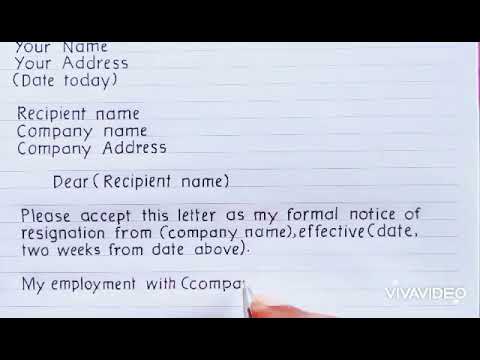 Your Name
Your Address
(Date today)
Recipient name
Company name
Company Address
Dear (Recipient name)
Please accept this letter as my formal notice of
resignation from (company name), effective (date,
two weeks from date above).
My employment with (compa
VIVAVIDEO